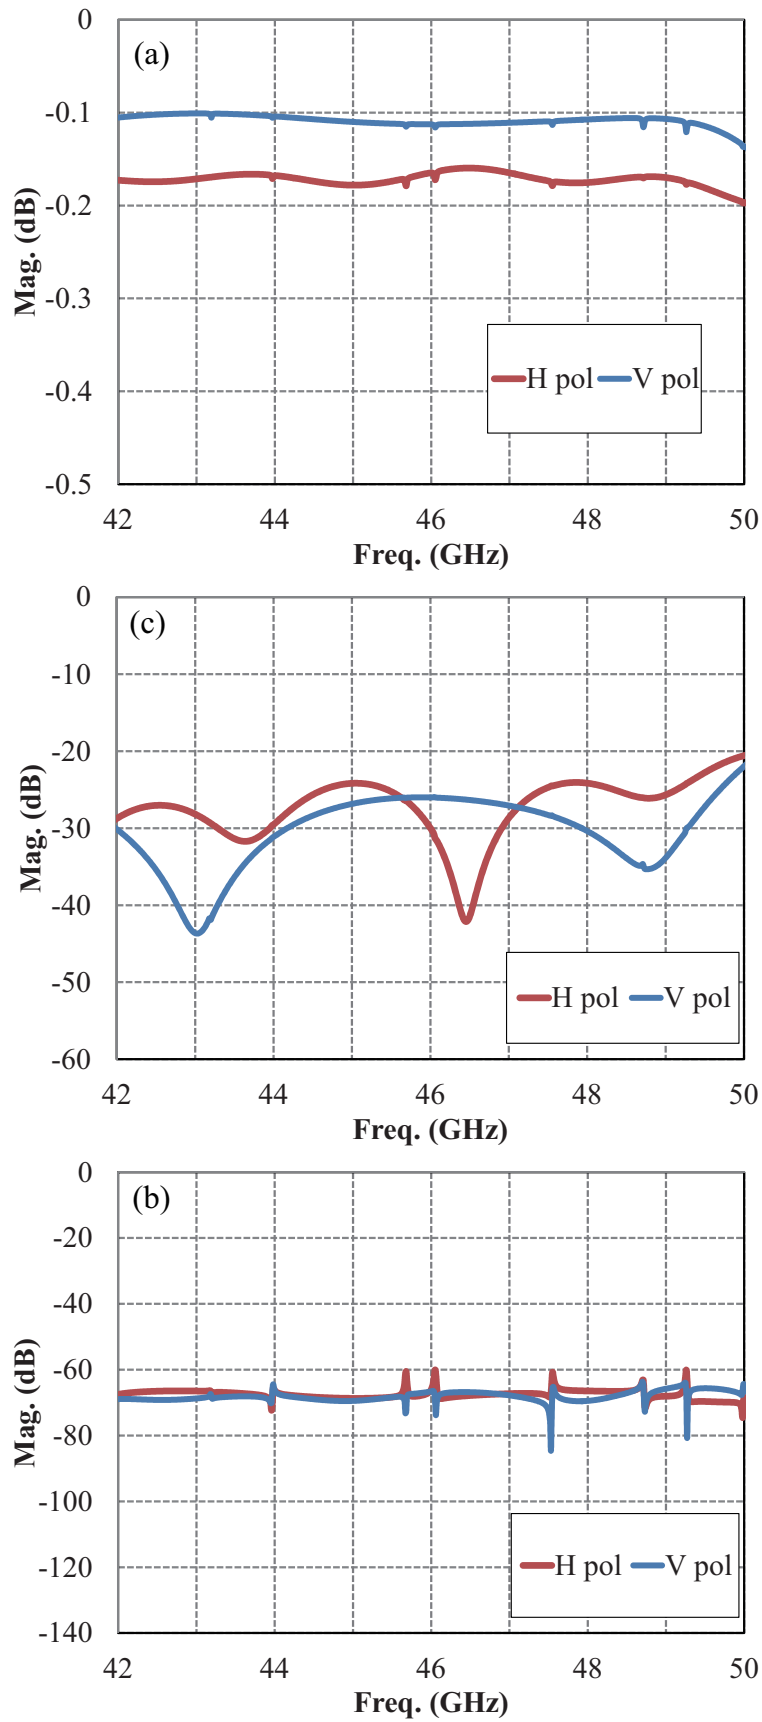 (a)
0
-0.1
-0.2
-0.3
-0.4
-0.5
Mag. (dB)
H pol V pol
42 44 46 48 50
Freq. (GHz)
(c)
0
-10
-20
-30
-40
-50
-60
Mag. (dB)
H pol V pol
42 44 46 48 50
Freq. (GHz)
(b)
0
-20
-40
-60
-80
-100
-120
-140
Mag. (dB)
H pol V pol
42 44 46 48 50
Freq. (GHz)